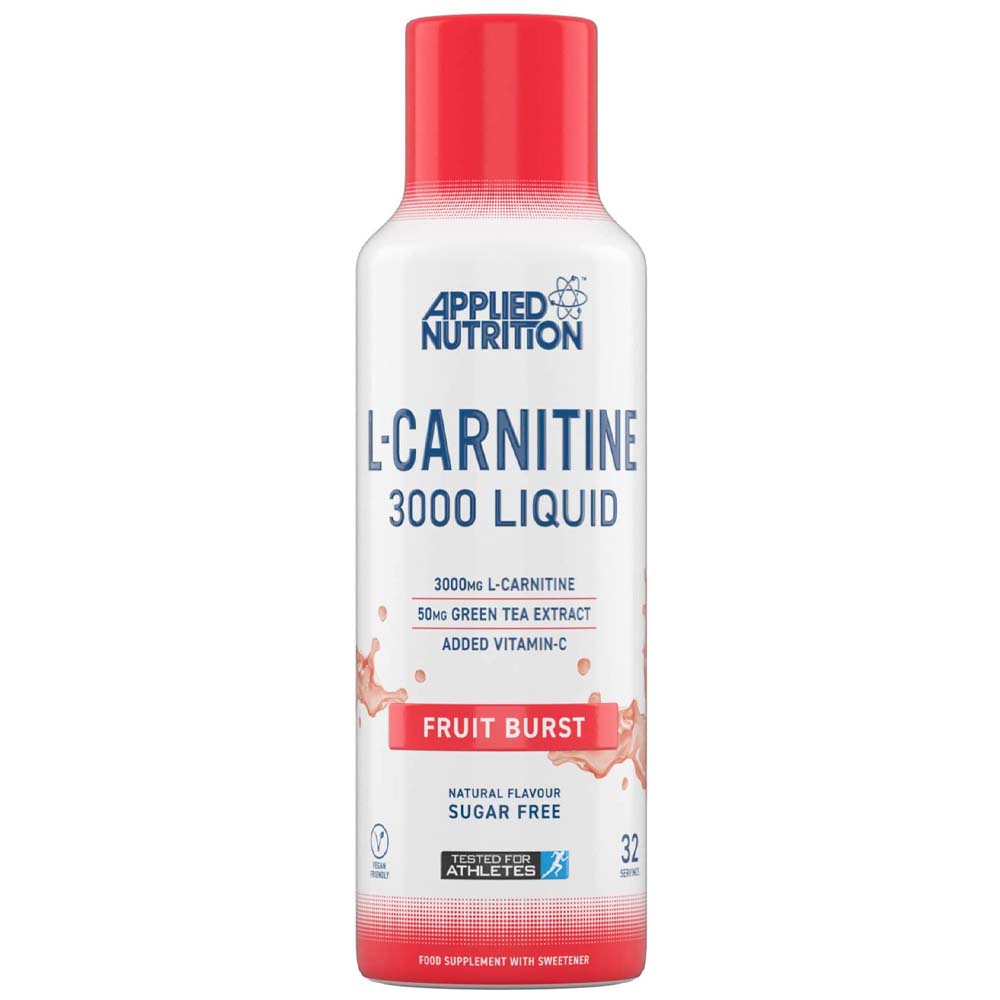 APPLIED
NUTRITION
™
L-CARNITINE
3000 LIQUID
3000MG L-CARNITINE
50MG GREEN TEA EXTRACT
ADDED VITAMIN-C
FRUIT BURST
NATURAL FLAVOUR
SUGAR FREE
V
VEGAN
FRIENDLY
TESTED FOR
ATHLETES
32
SERVINGS
FOOD SUPPLEMENT WITH SWEETENER